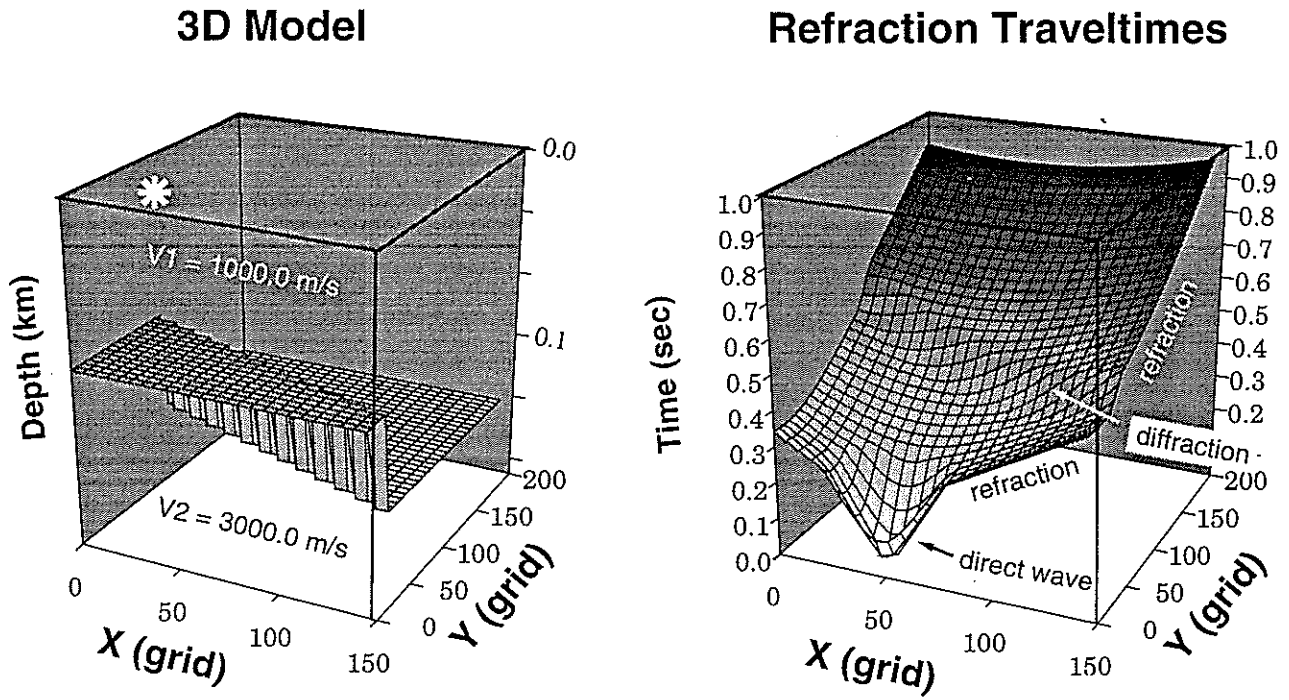 3D Model
0.0
0.1
Depth (km)
V1 = 1000.0 m/s
V2 = 3000.0 m/s
0
50
100
150
X (grid)
0
50
100
150
200
Y (grid)
Refraction Traveltimes
1.0
0.9
0.8
0.7
0.6
0.5
0.4
0.3
0.2
0.1
0.0
Time (sec)
1.0
0.9
0.8
0.7
0.6
0.5
0.4
0.3
0.2
refraction
diffraction
refraction
direct wave
0
50
100
150
X (grid)
0
50
100
150
200
Y (grid)